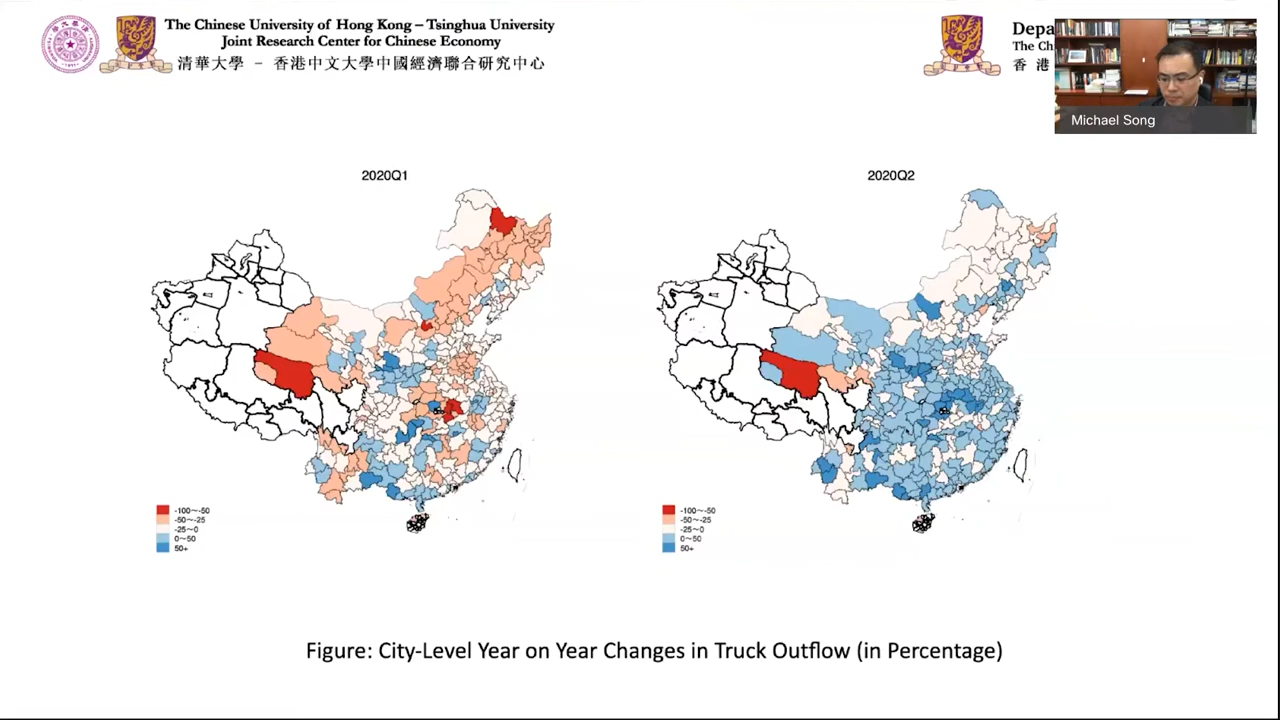 The Chinese University of Hong Kong – Tsinghua University
Joint Research Center for Chinese Economy
清華大學 – 香港中文大學中國經濟聯合研究中心
Depa
The Ch
香 港
Michael Song
2020Q1
2020Q2
-100~-50
-50~-25
-25~0
0~50
50+
-100~-50
-50~-25
-25~0
0~50
50+
Figure: City-Level Year on Year Changes in Truck Outflow (in Percentage)